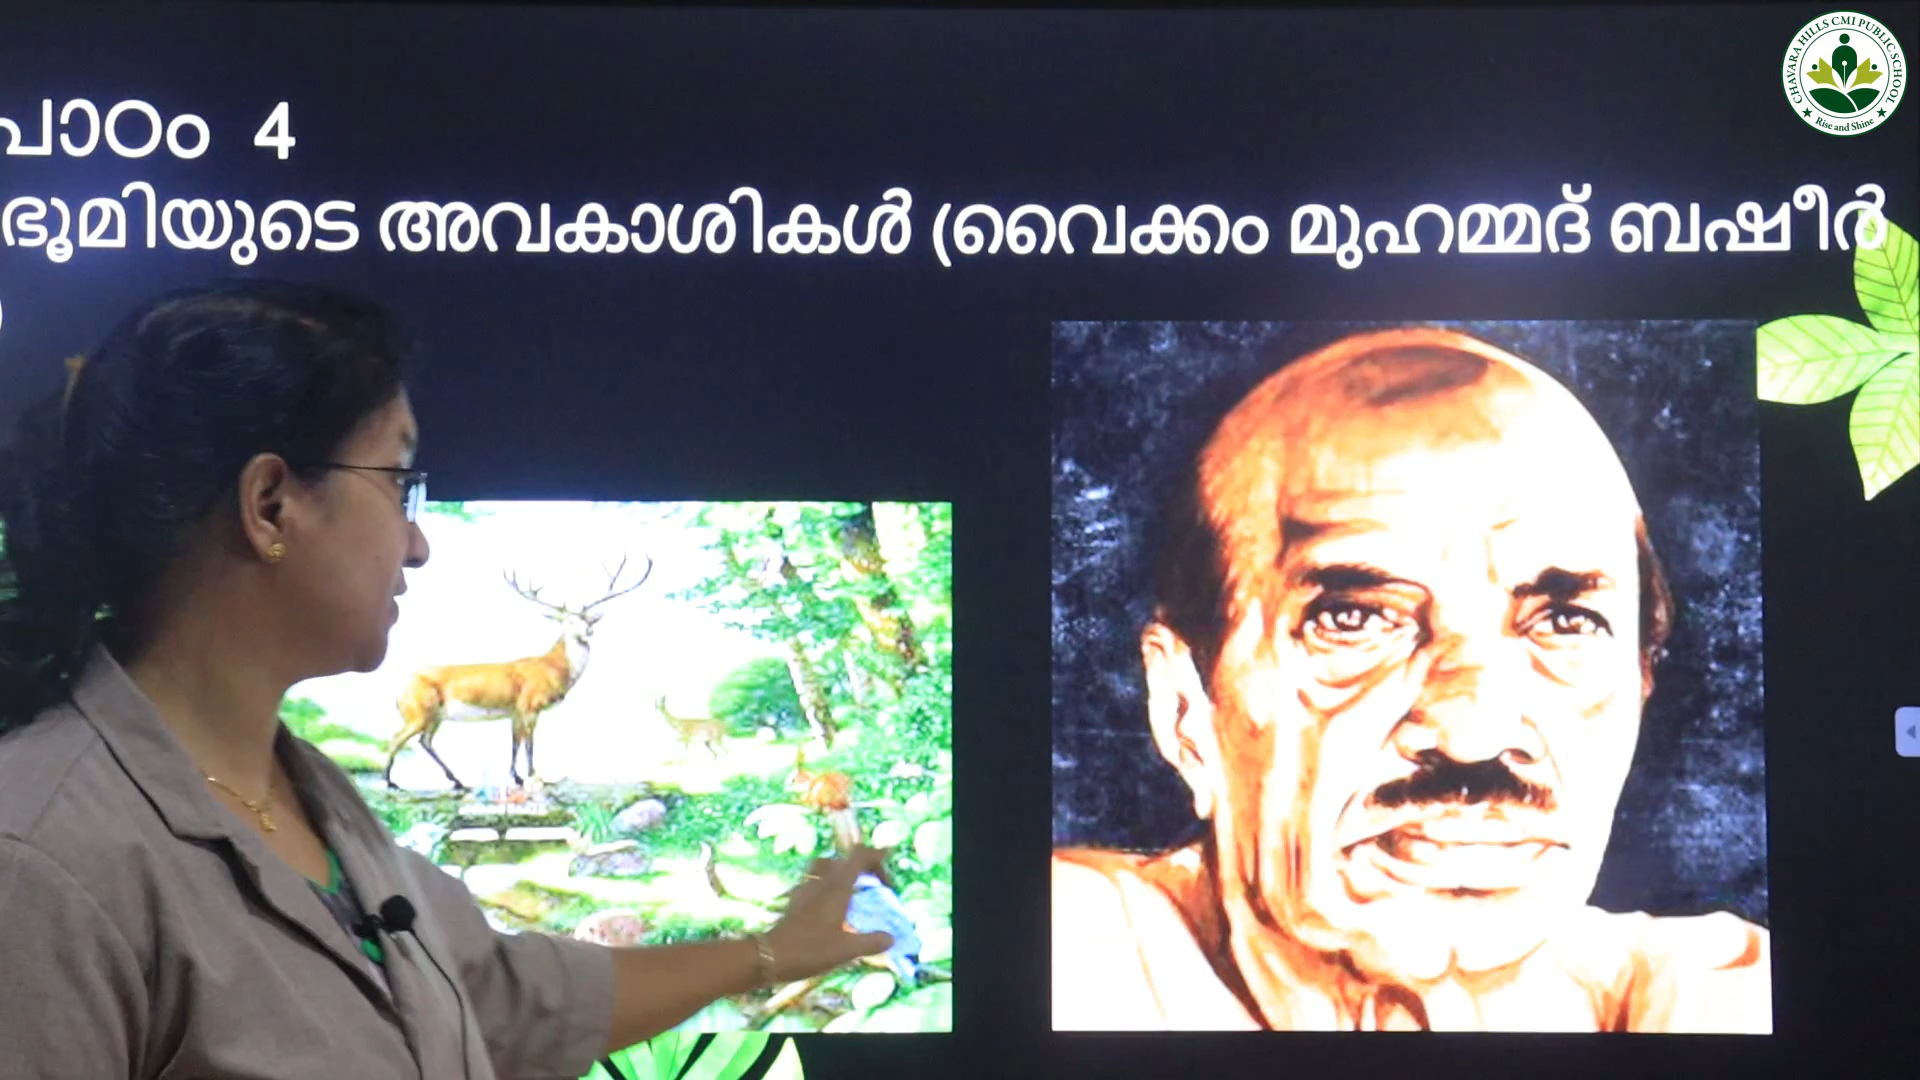 പാഠം 4
ഭൂമിയുടെ അവകാശികൾ (വൈക്കം മുഹമ്മദ് ബഷീർ
)
CHAVARA HILLS CMI PUBLIC SCHOOL
Rise and Shine